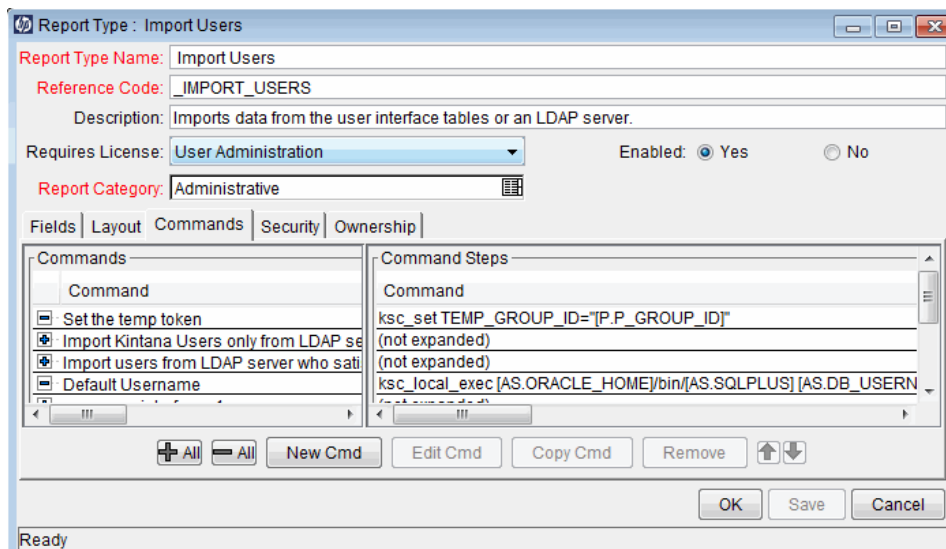 Report Type : Import Users
Report Type Name: Import Users
Reference Code: _IMPORT_USERS
Description: Imports data from the user interface tables or an LDAP server.
Requires License: User Administration Enabled: Yes No
Report Category: Administrative
Fields Layout Commands Security Ownership
Commands Command Steps
Command Command
Set the temp token ksc_set TEMP_GROUP_ID="[P.P_GROUP_ID]"
Import Kintana Users only from LDAP se (not expanded)
Import users from LDAP server who sati (not expanded)
Default Username ksc_local_exec [AS.ORACLE_HOME]/bin/[AS.SQLPLUS] [AS.DB_USERN
All All New Cmd Edit Cmd Copy Cmd Remove
OK Save Cancel
Ready